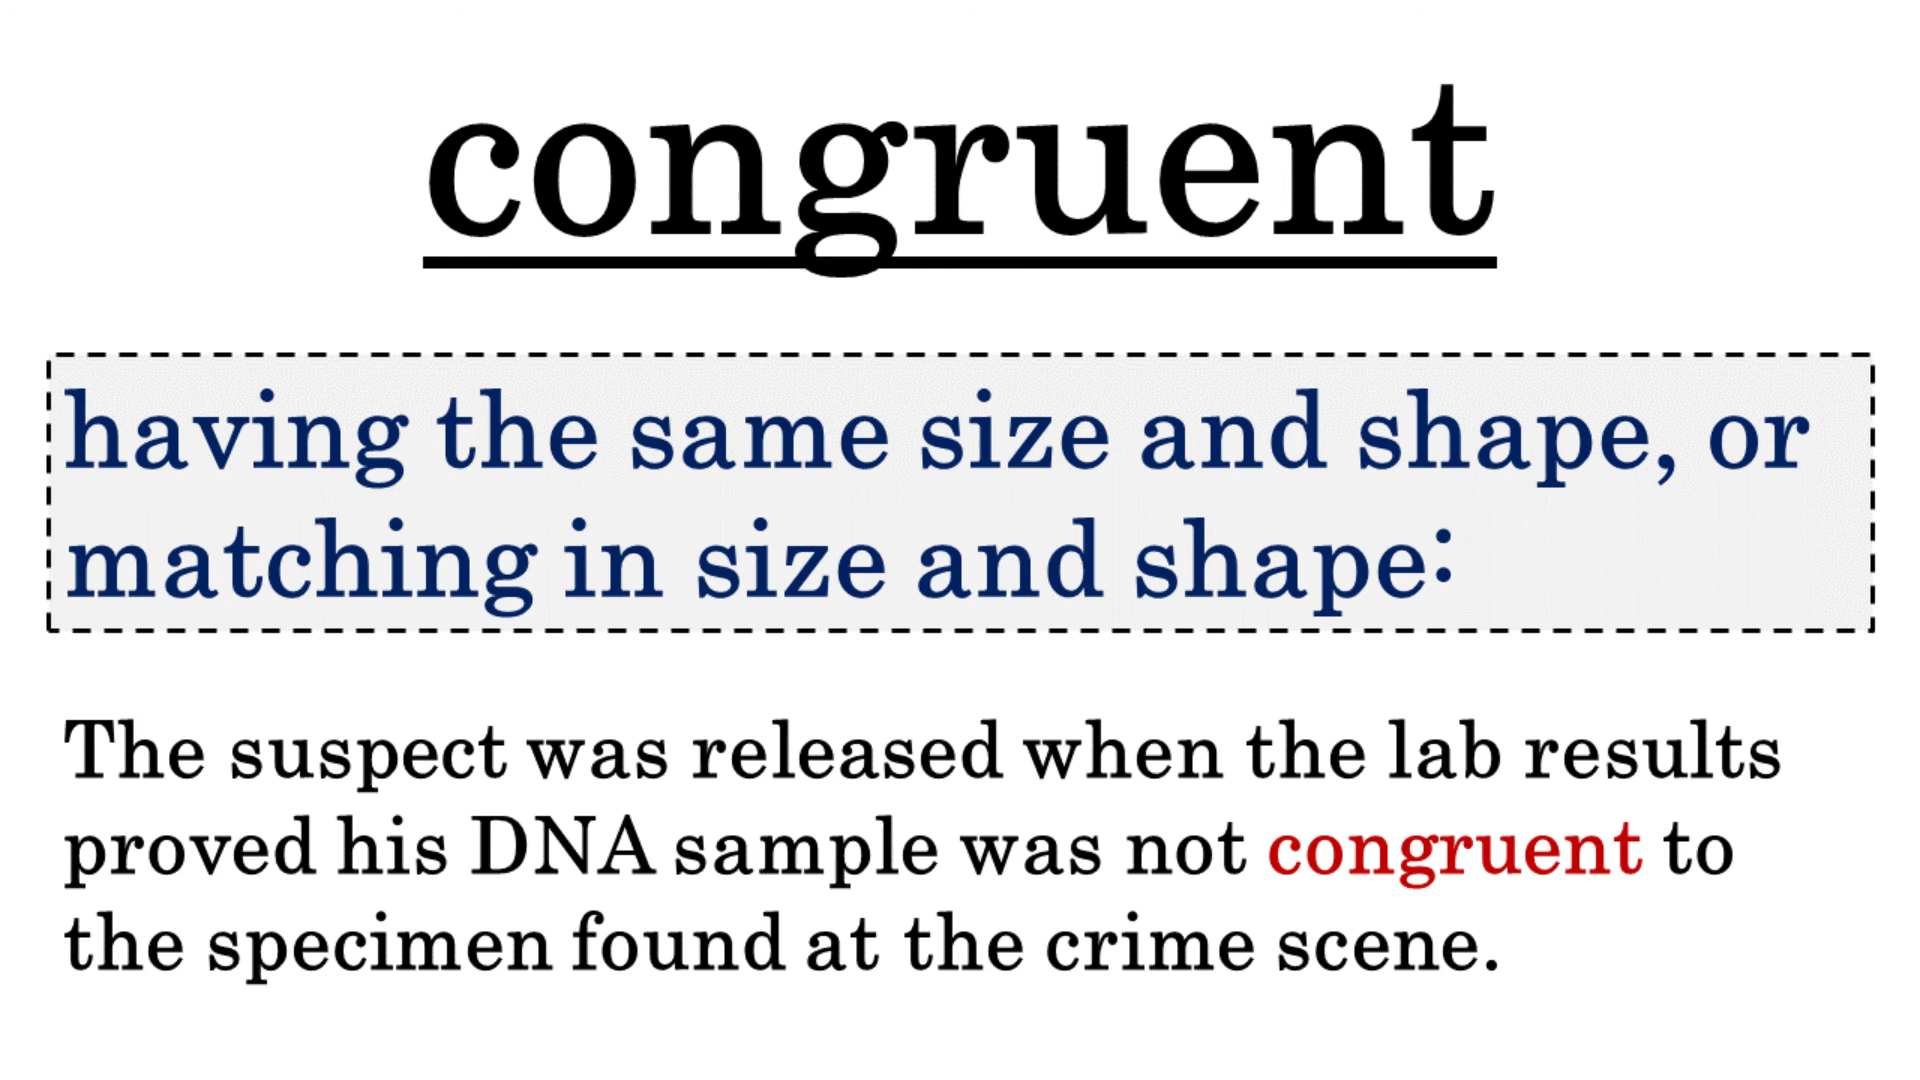 congruent
having the same size and shape, or
matching in size and shape:
The suspect was released when the lab results
proved his DNA sample was not congruent to
the specimen found at the crime scene.